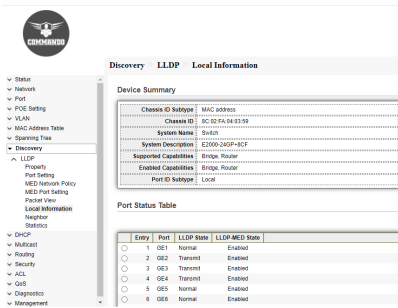 COMMANDO
Discovery LLDP Local Information
Status
Network
Port
POE Setting
VLAN
MAC Address Table
Spanning Tree
Discovery
LLDP
Property
Port Setting
MED Network Policy
MED Port Setting
Packet View
Local Information
Neighbor
Statistics
DHCP
Multicast
Routing
Security
ACL
QoS
Diagnostics
Management
Device Summary
Chassis ID Subtype MAC address
Chassis ID 8C:02:FA:04:03:59
System Name Switch
System Description E2000-24GP+8CF
Supported Capabilities Bridge, Router
Enabled Capabilities Bridge, Router
Port ID Subtype Local
Port Status Table
Entry Port LLDP State LLDP-MED State
1 GE1 Normal Enabled
2 GE2 Transmit Enabled
3 GE3 Transmit Enabled
4 GE4 Transmit Enabled
5 GE5 Normal Enabled
6 GE6 Normal Enabled